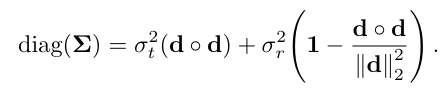 diag(Σ) = σ_t^2(d ∘ d) + σ_r^2(1 − (d ∘ d)/‖d‖_2^2).